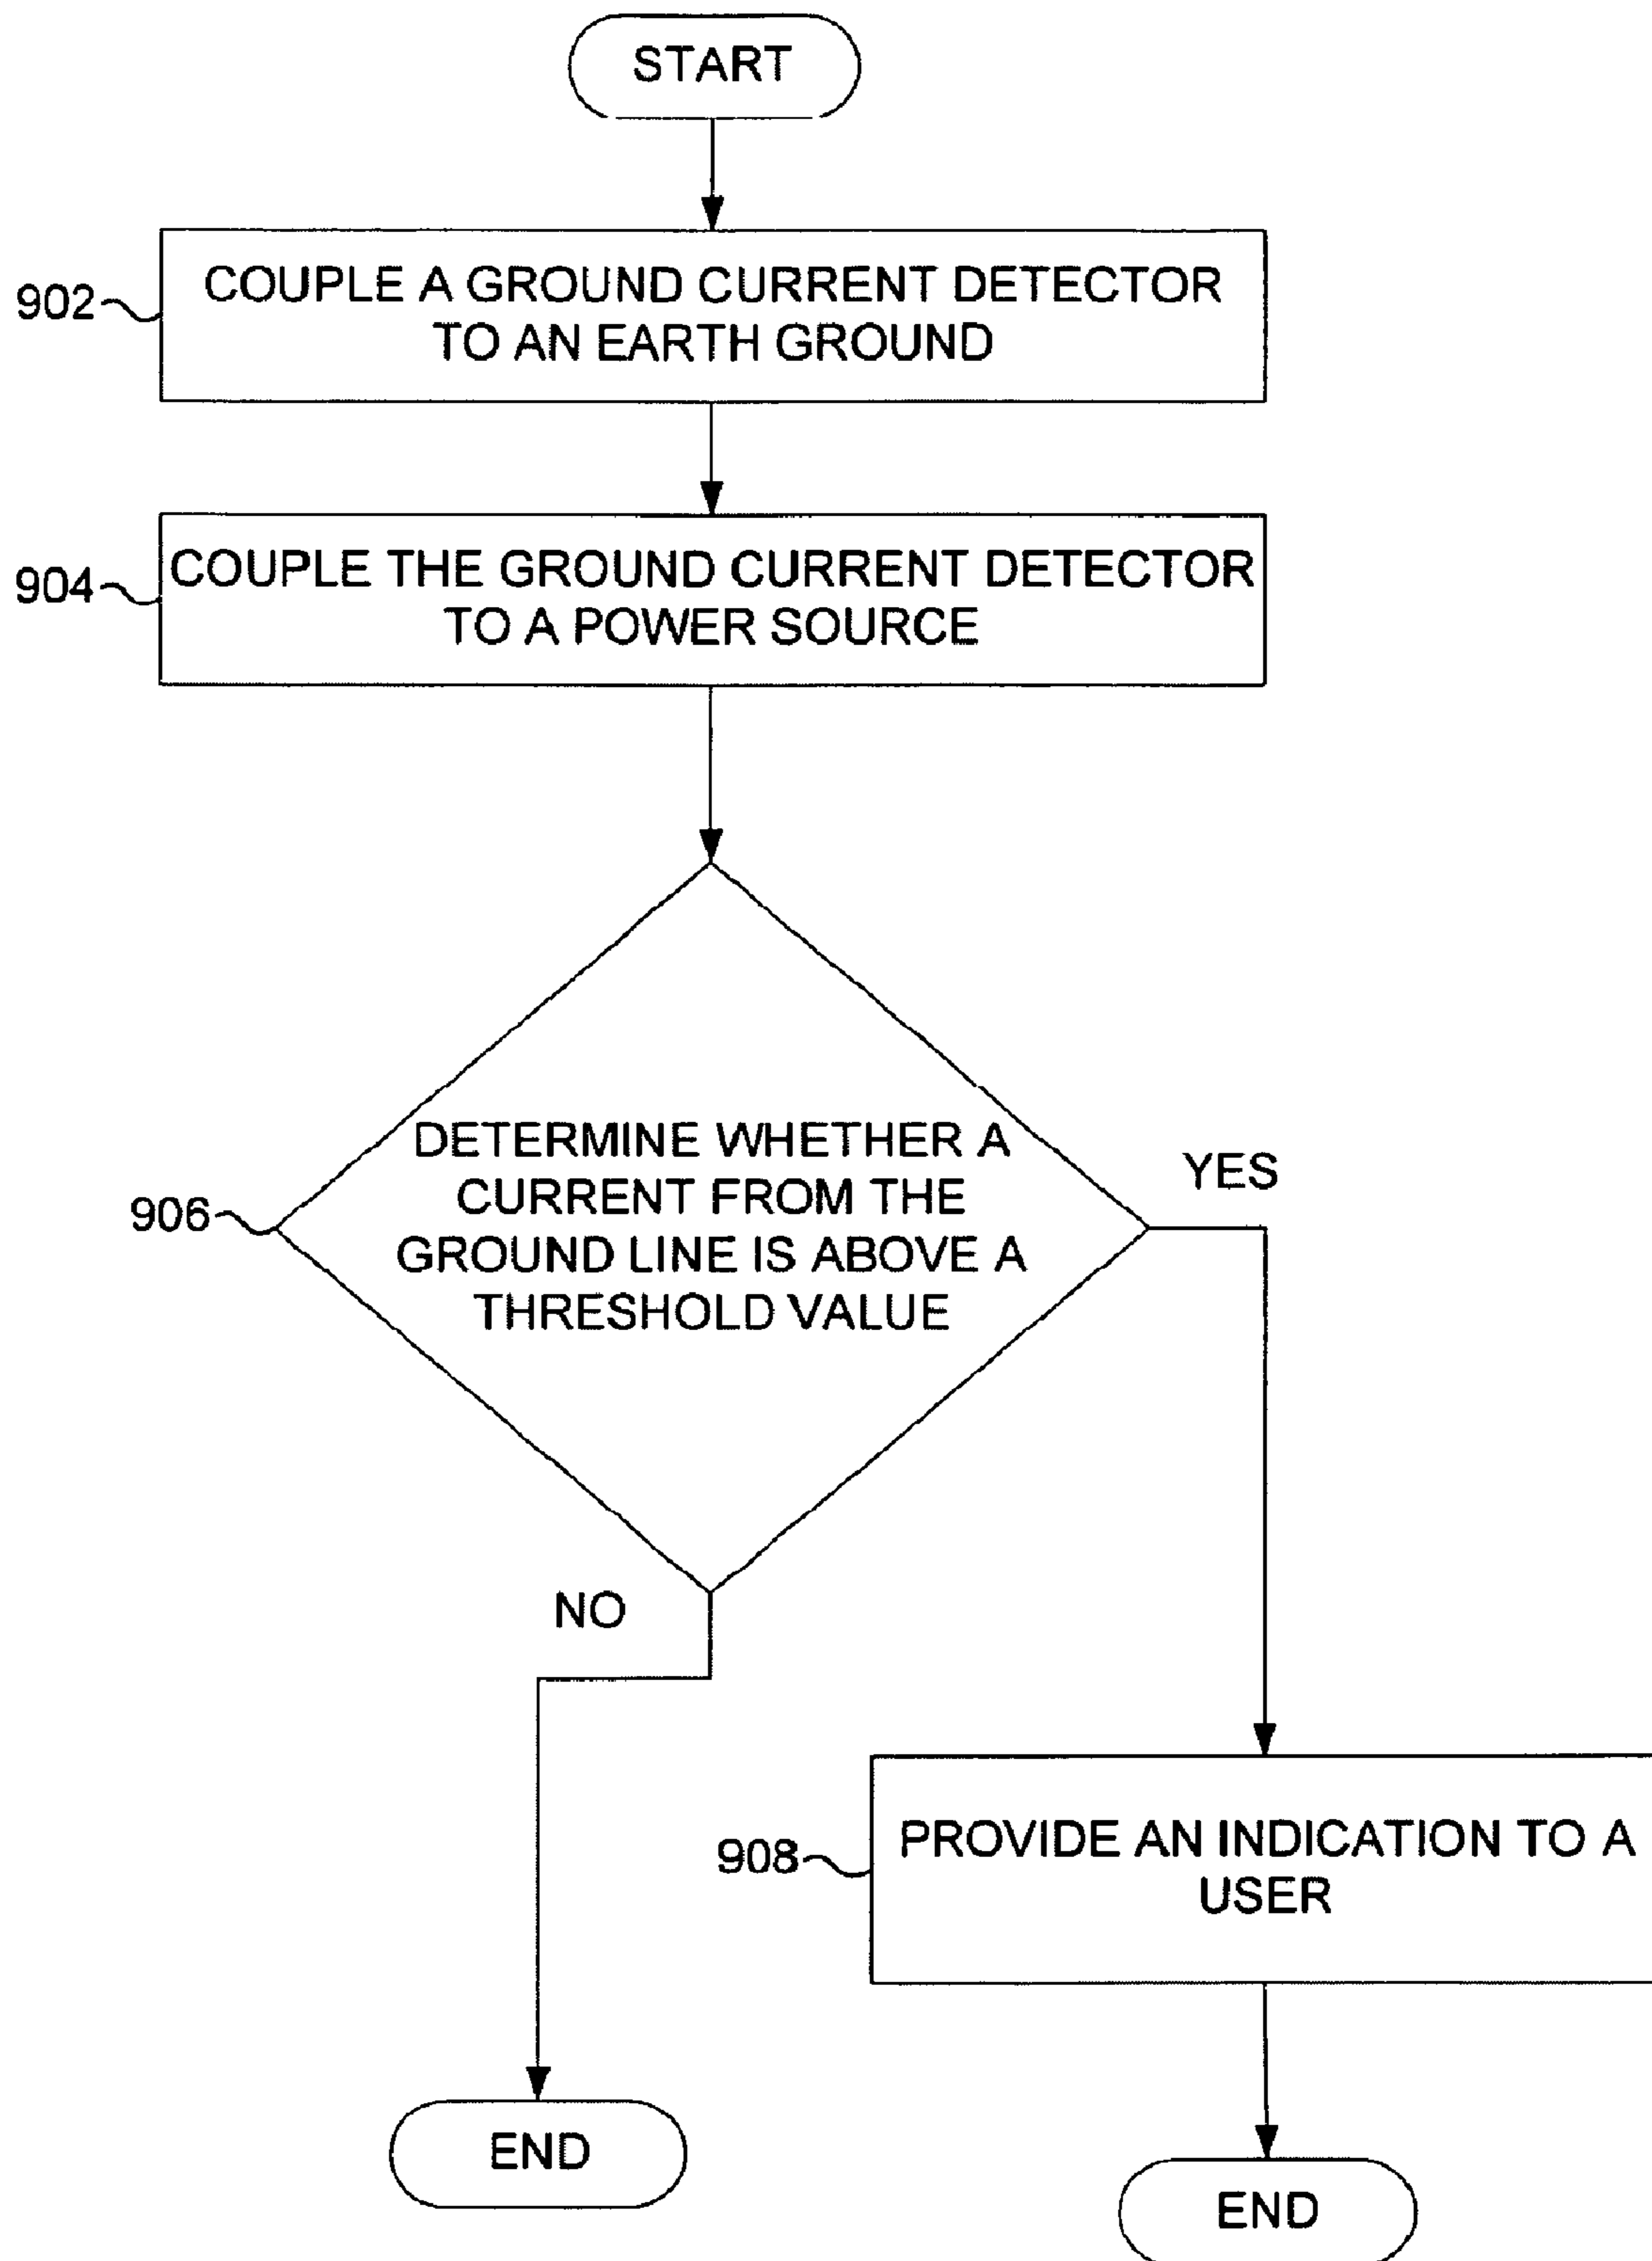 START
902
COUPLE A GROUND CURRENT DETECTOR
TO AN EARTH GROUND
904
COUPLE THE GROUND CURRENT DETECTOR
TO A POWER SOURCE
906
DETERMINE WHETHER A
CURRENT FROM THE
GROUND LINE IS ABOVE A
THRESHOLD VALUE
YES
NO
908
PROVIDE AN INDICATION TO A
USER
END
END